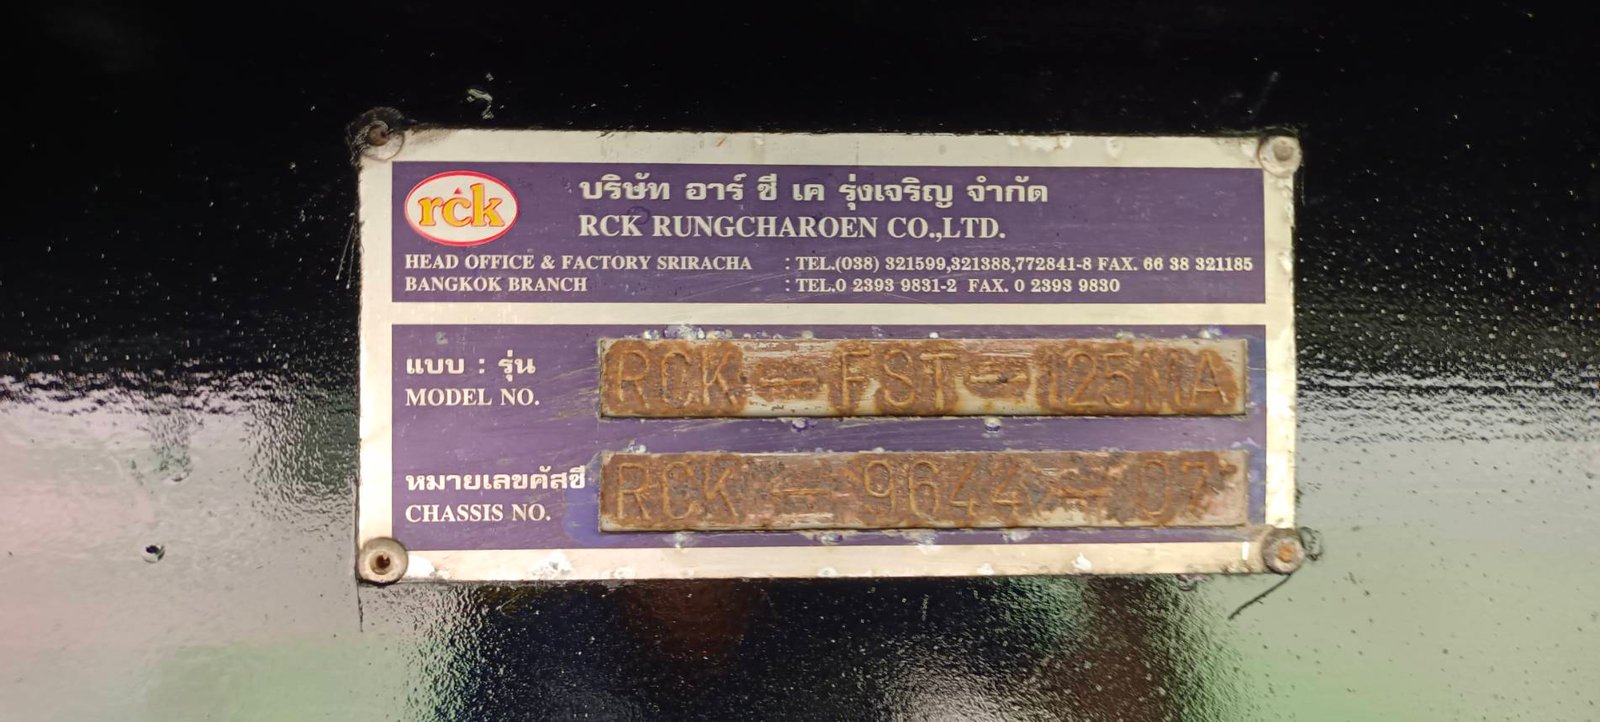 rck
บริษัท อาร์ ซี เค รุ่งเจริญ จำกัด
RCK RUNGCHAROEN CO.,LTD.
HEAD OFFICE & FACTORY SRIRACHA : TEL.(038) 321599,321388,772841-8 FAX. 66 38 321185
BANGKOK BRANCH : TEL.0 2393 9831-2 FAX. 0 2393 9830
แบบ : รุ่น
MODEL NO. RCK - FST - 125MA
หมายเลขคัสซี
CHASSIS NO. RCK - 9644 - 07